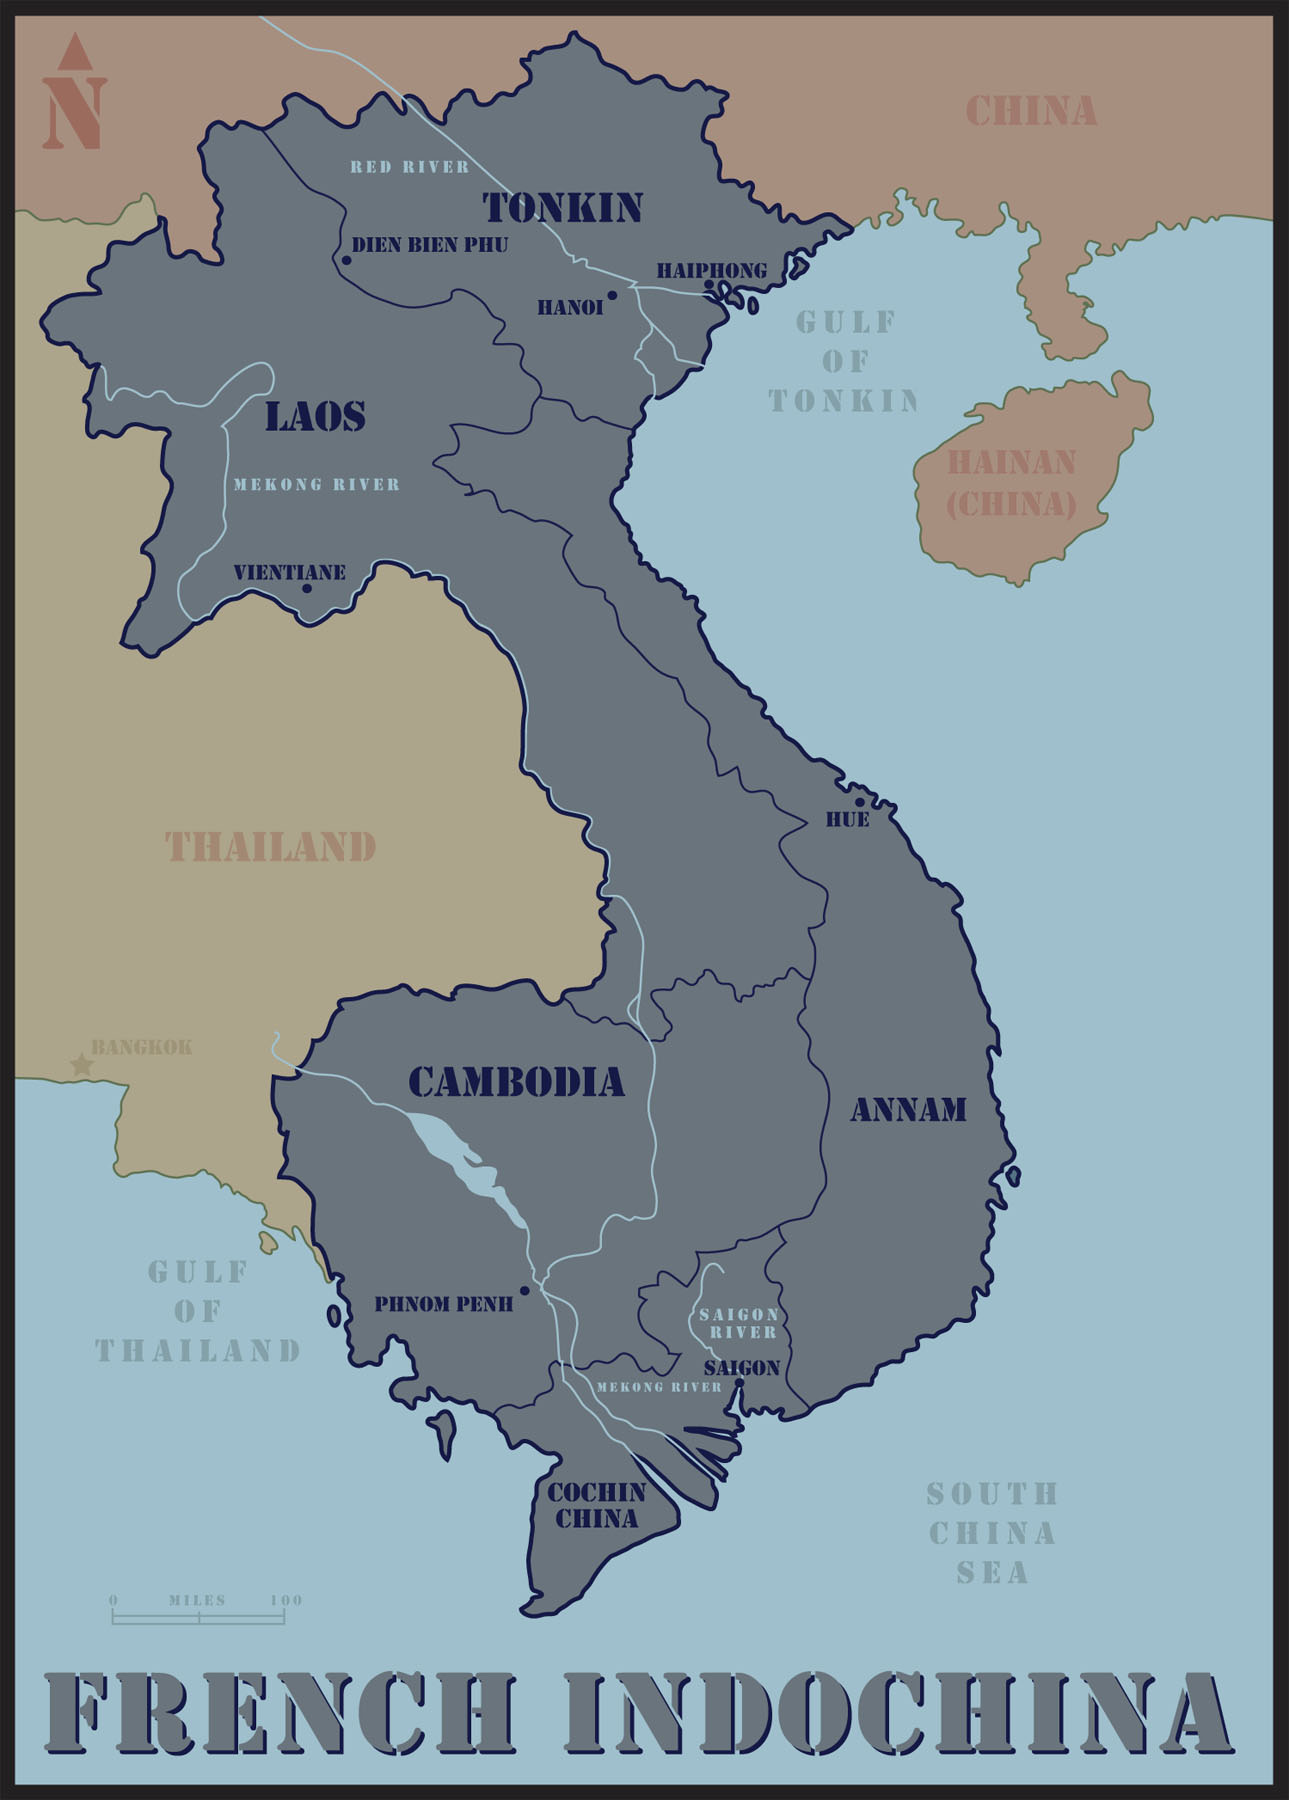 N
CHINA
RED RIVER
TONKIN
DIEN BIEN PHU
HAIPHONG
HANOI
GULF
OF
TONKIN
LAOS
HAINAN
(CHINA)
MEKONG RIVER
VIENTIANE
HUE
THAILAND
BANGKOK
CAMBODIA
ANNAM
GULF
OF
THAILAND
PHNOM PENH
SAIGON
RIVER
SAIGON
MEKONG RIVER
COCHIN
CHINA
SOUTH
CHINA
SEA
0 MILES 100
FRENCH INDOCHINA